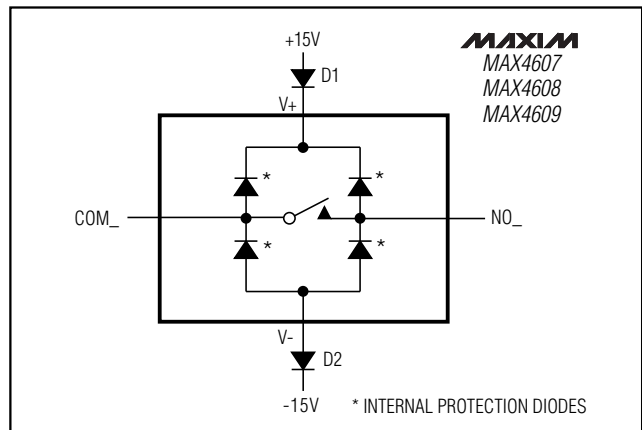 +15V
MAXIM
MAX4607
MAX4608
MAX4609
D1
V+
*
*
COM_
NO_
*
*
V-
D2
-15V
* INTERNAL PROTECTION DIODES